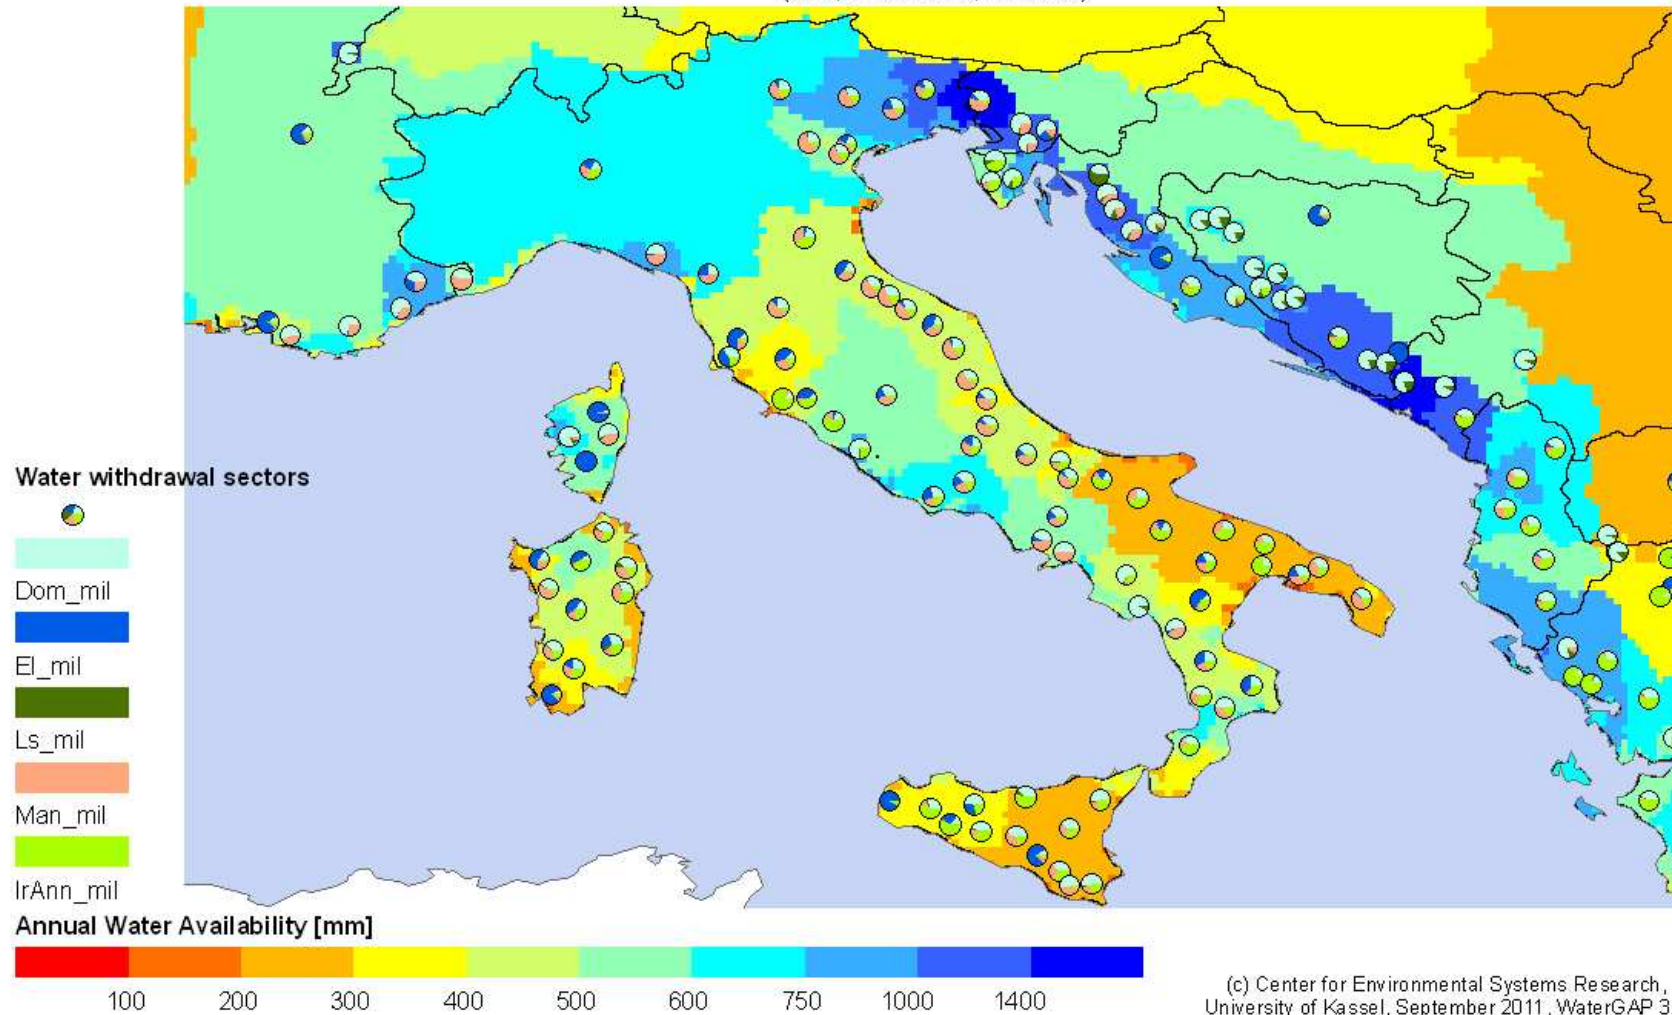 Water withdrawal sectors
Dom_mil
El_mil
Ls_mil
Man_mil
IrAnn_mil
Annual Water Availability [mm]
100 200 300 400 500 600 750 1000 1400
(c) Center for Environmental Systems Research,
University of Kassel, September 2011, WaterGAP 3